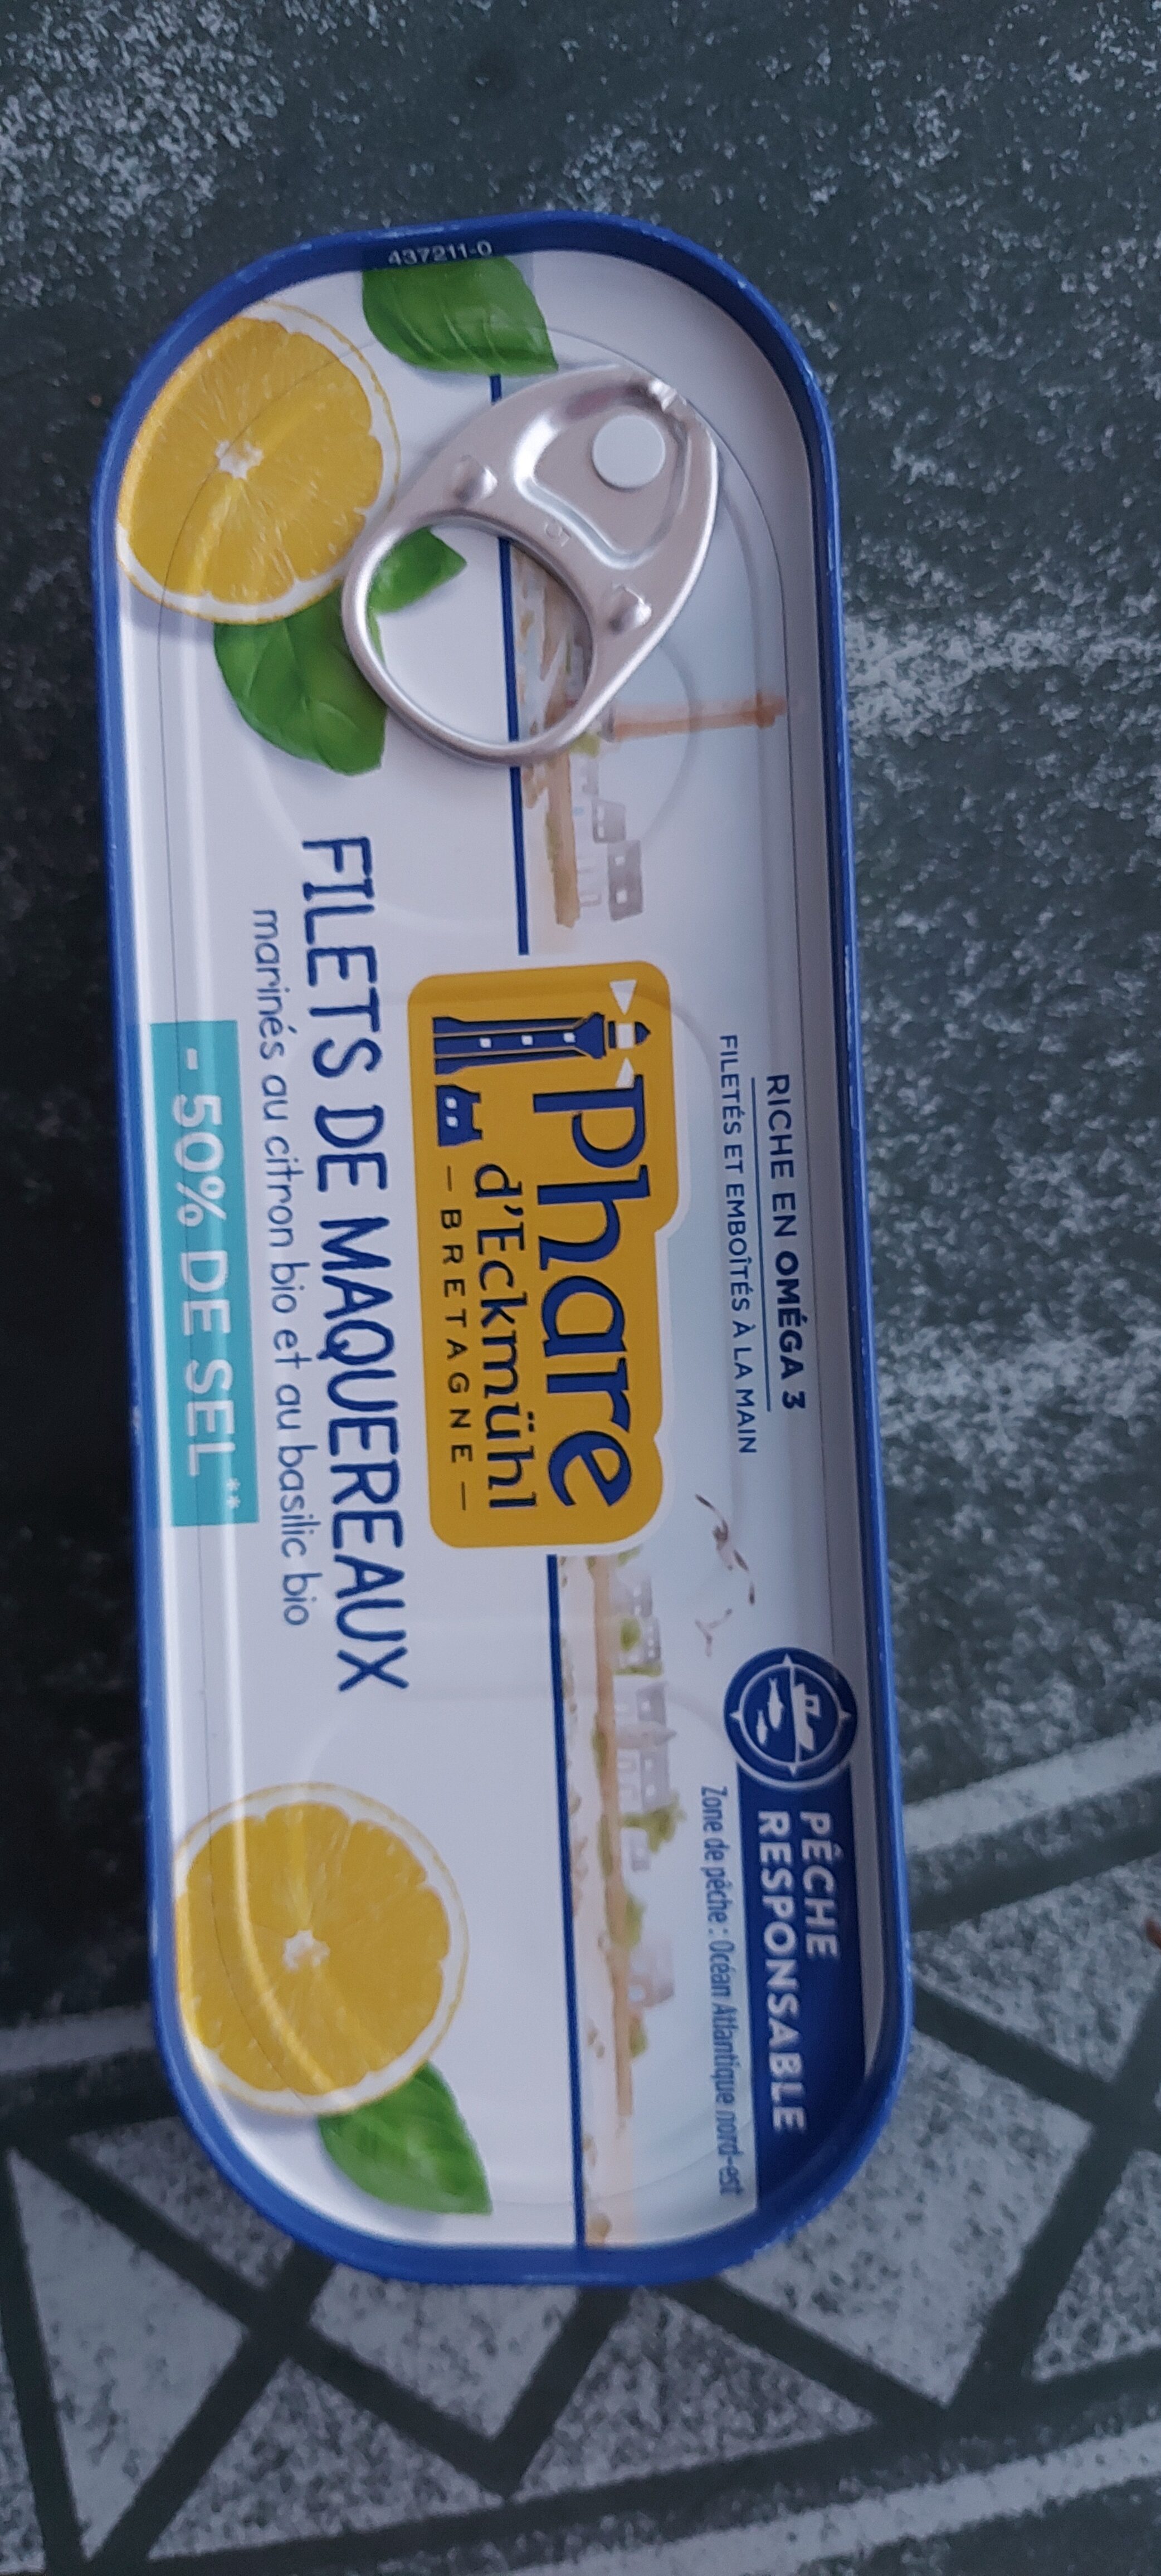 437211-0
RICHE EN OMÉGA 3
FILETÉS ET EMBOÎTÉS À LA MAIN
PÊCHE
RESPONSABLE
Zone de pêche : Océan Atlantique nord-est
Phare
d'Eckmühl
– BRETAGNE –
FILETS DE MAQUEREAUX
marinés au citron bio et au basilic bio
- 50% DE SEL**